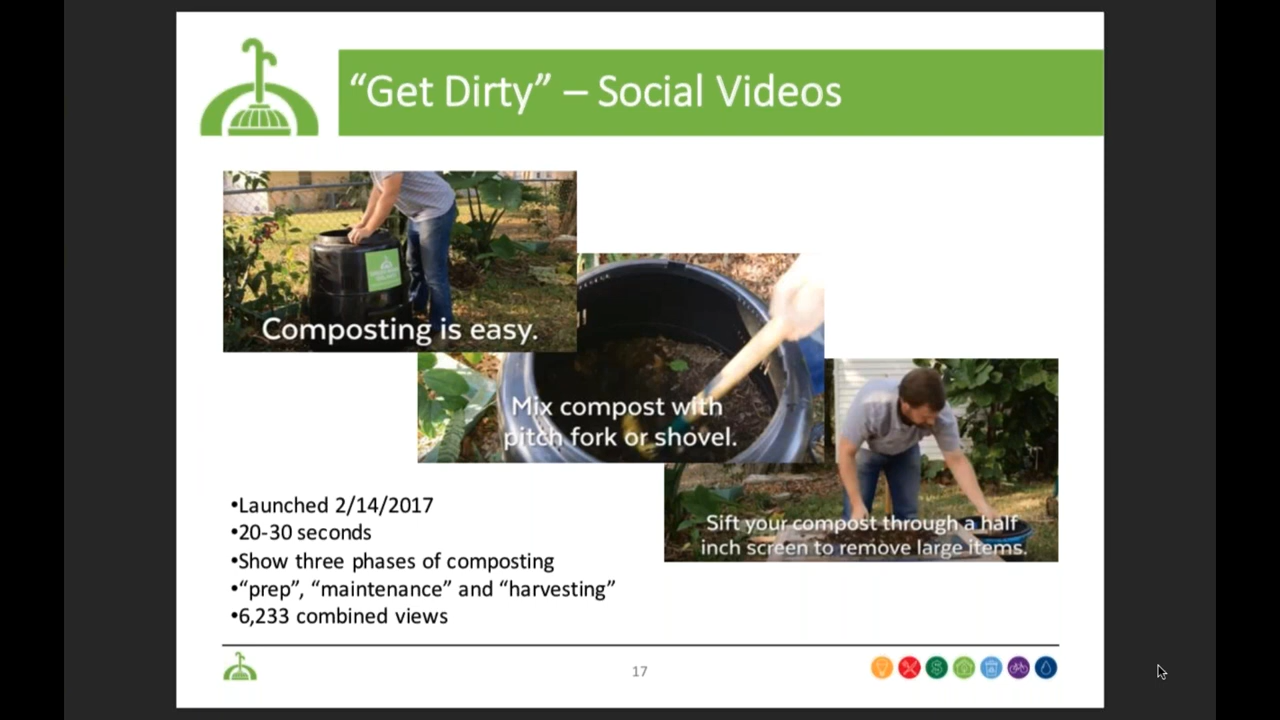 “Get Dirty” – Social Videos
Composting is easy.
Mix compost with
pitch fork or shovel.
Sift your compost through a half
inch screen to remove large items.
•Launched 2/14/2017
•20-30 seconds
•Show three phases of composting
•“prep”, “maintenance” and “harvesting”
•6,233 combined views
17